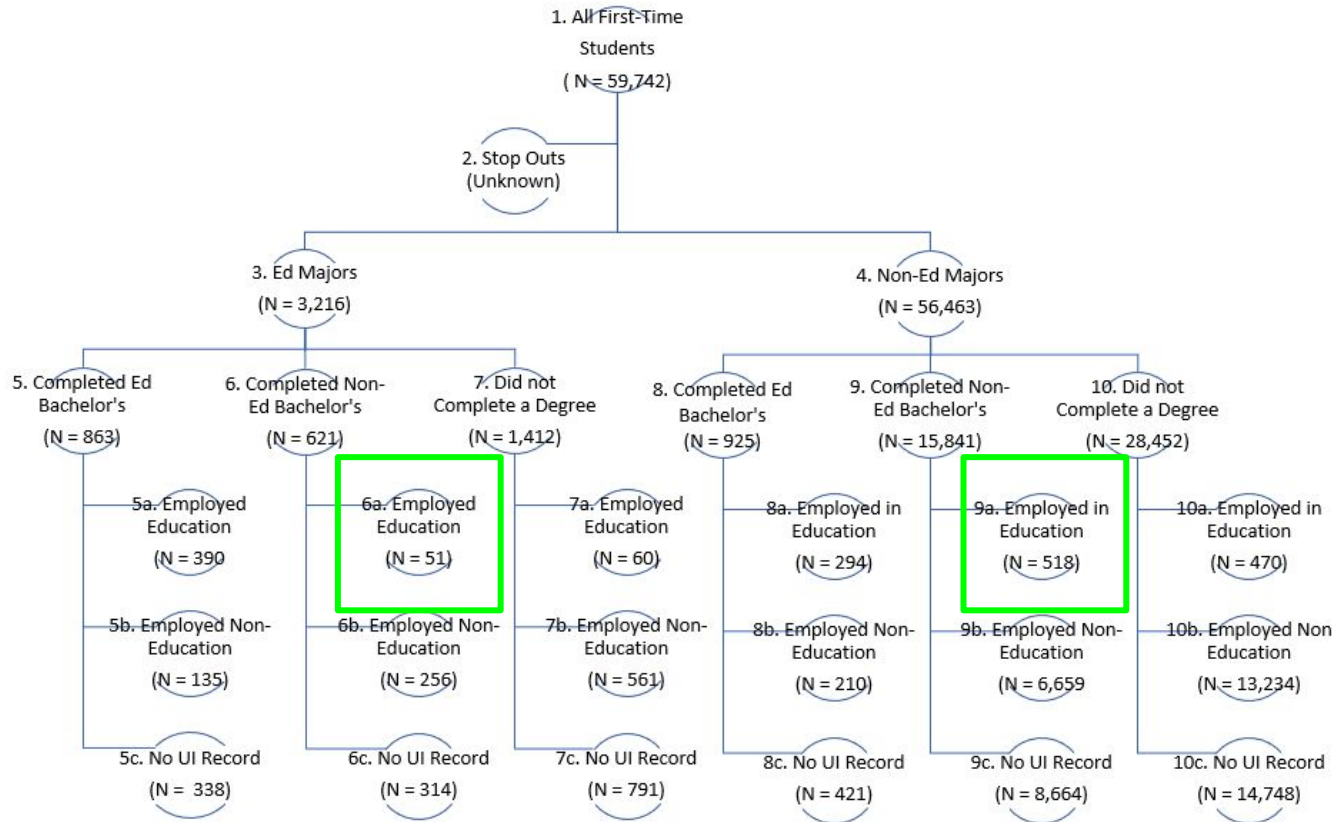 1. All First-Time
Students
( N = 59,742)
2. Stop Outs
(Unknown)
3. Ed Majors
(N = 3,216)
4. Non-Ed Majors
(N = 56,463)
5. Completed Ed
Bachelor's
(N = 863)
6. Completed Non-
Ed Bachelor's
(N = 621)
7. Did not
Complete a Degree
(N = 1,412)
8. Completed Ed
Bachelor's
(N = 925)
9. Completed Non-
Ed Bachelor's
(N = 15,841)
10. Did not
Complete a Degree
(N = 28,452)
5a. Employed
Education
(N = 390
6a. Employed
Education
(N = 51)
7a. Employed
Education
(N = 60)
8a. Employed in
Education
(N = 294)
9a. Employed in
Education
(N = 518)
10a. Employed in
Education
(N = 470)
5b. Employed Non-
Education
(N = 135)
6b. Employed Non-
Education
(N = 256)
7b. Employed Non-
Education
(N = 561)
8b. Employed Non-
Education
(N = 210)
9b. Employed Non-
Education
(N = 6,659
10b. Employed Non
Education
(N = 13,234)
5c. No UI Record
(N = 338)
6c. No UI Record
(N = 314)
7c. No UI Record
(N = 791)
8c. No UI Record
(N = 421)
9c. No UI Record
(N = 8,664)
10c. No UI Record
(N = 14,748)